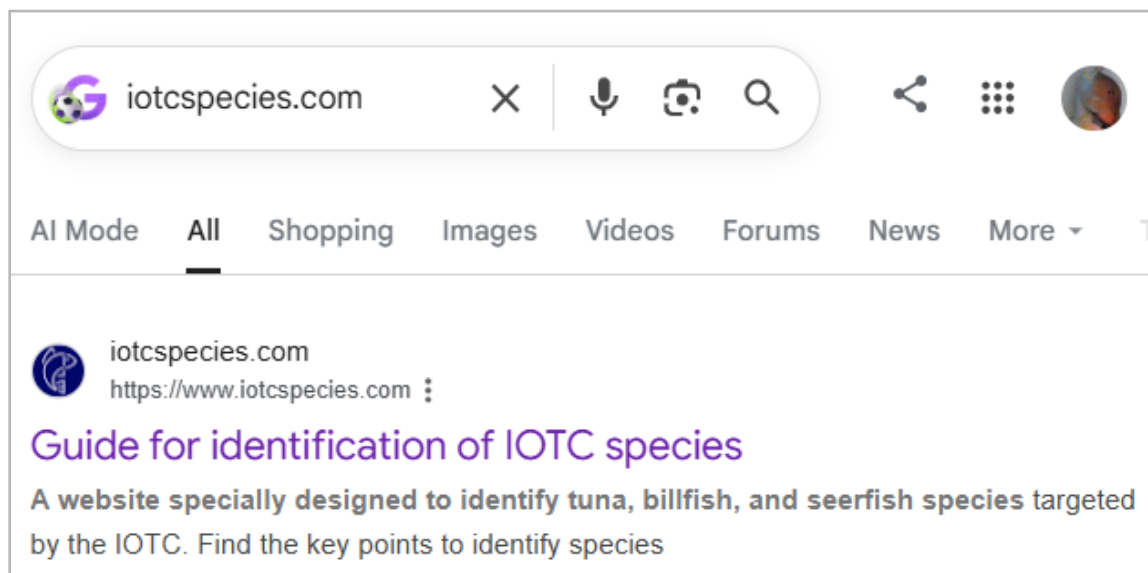 iotcspecies.com
AI Mode All Shopping Images Videos Forums News More
iotcspecies.com
https://www.iotcspecies.com
Guide for identification of IOTC species
A website specially designed to identify tuna, billfish, and seerfish species targeted
by the IOTC. Find the key points to identify species